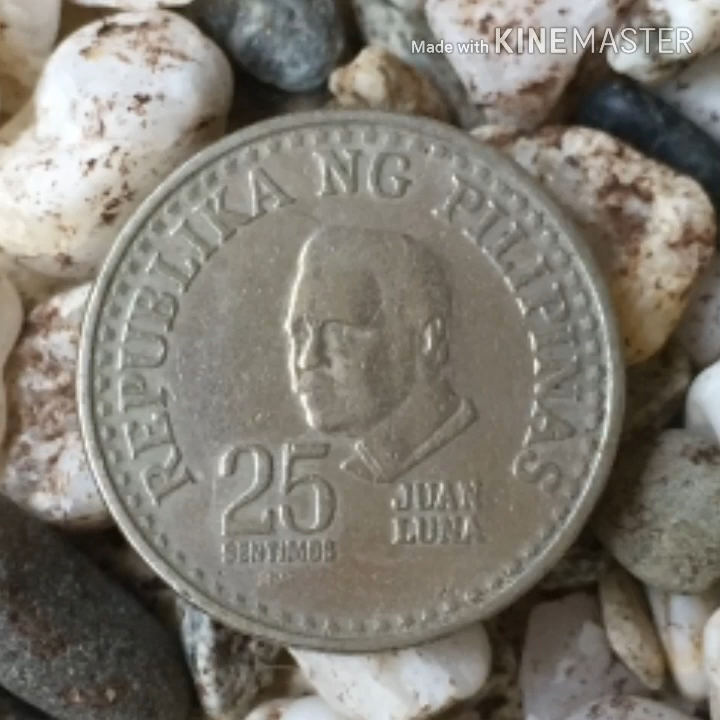 Made with KINEMASTER
REPUBLIKA NG PILIPINAS
25
SENTIMOS
JUAN
LUNA